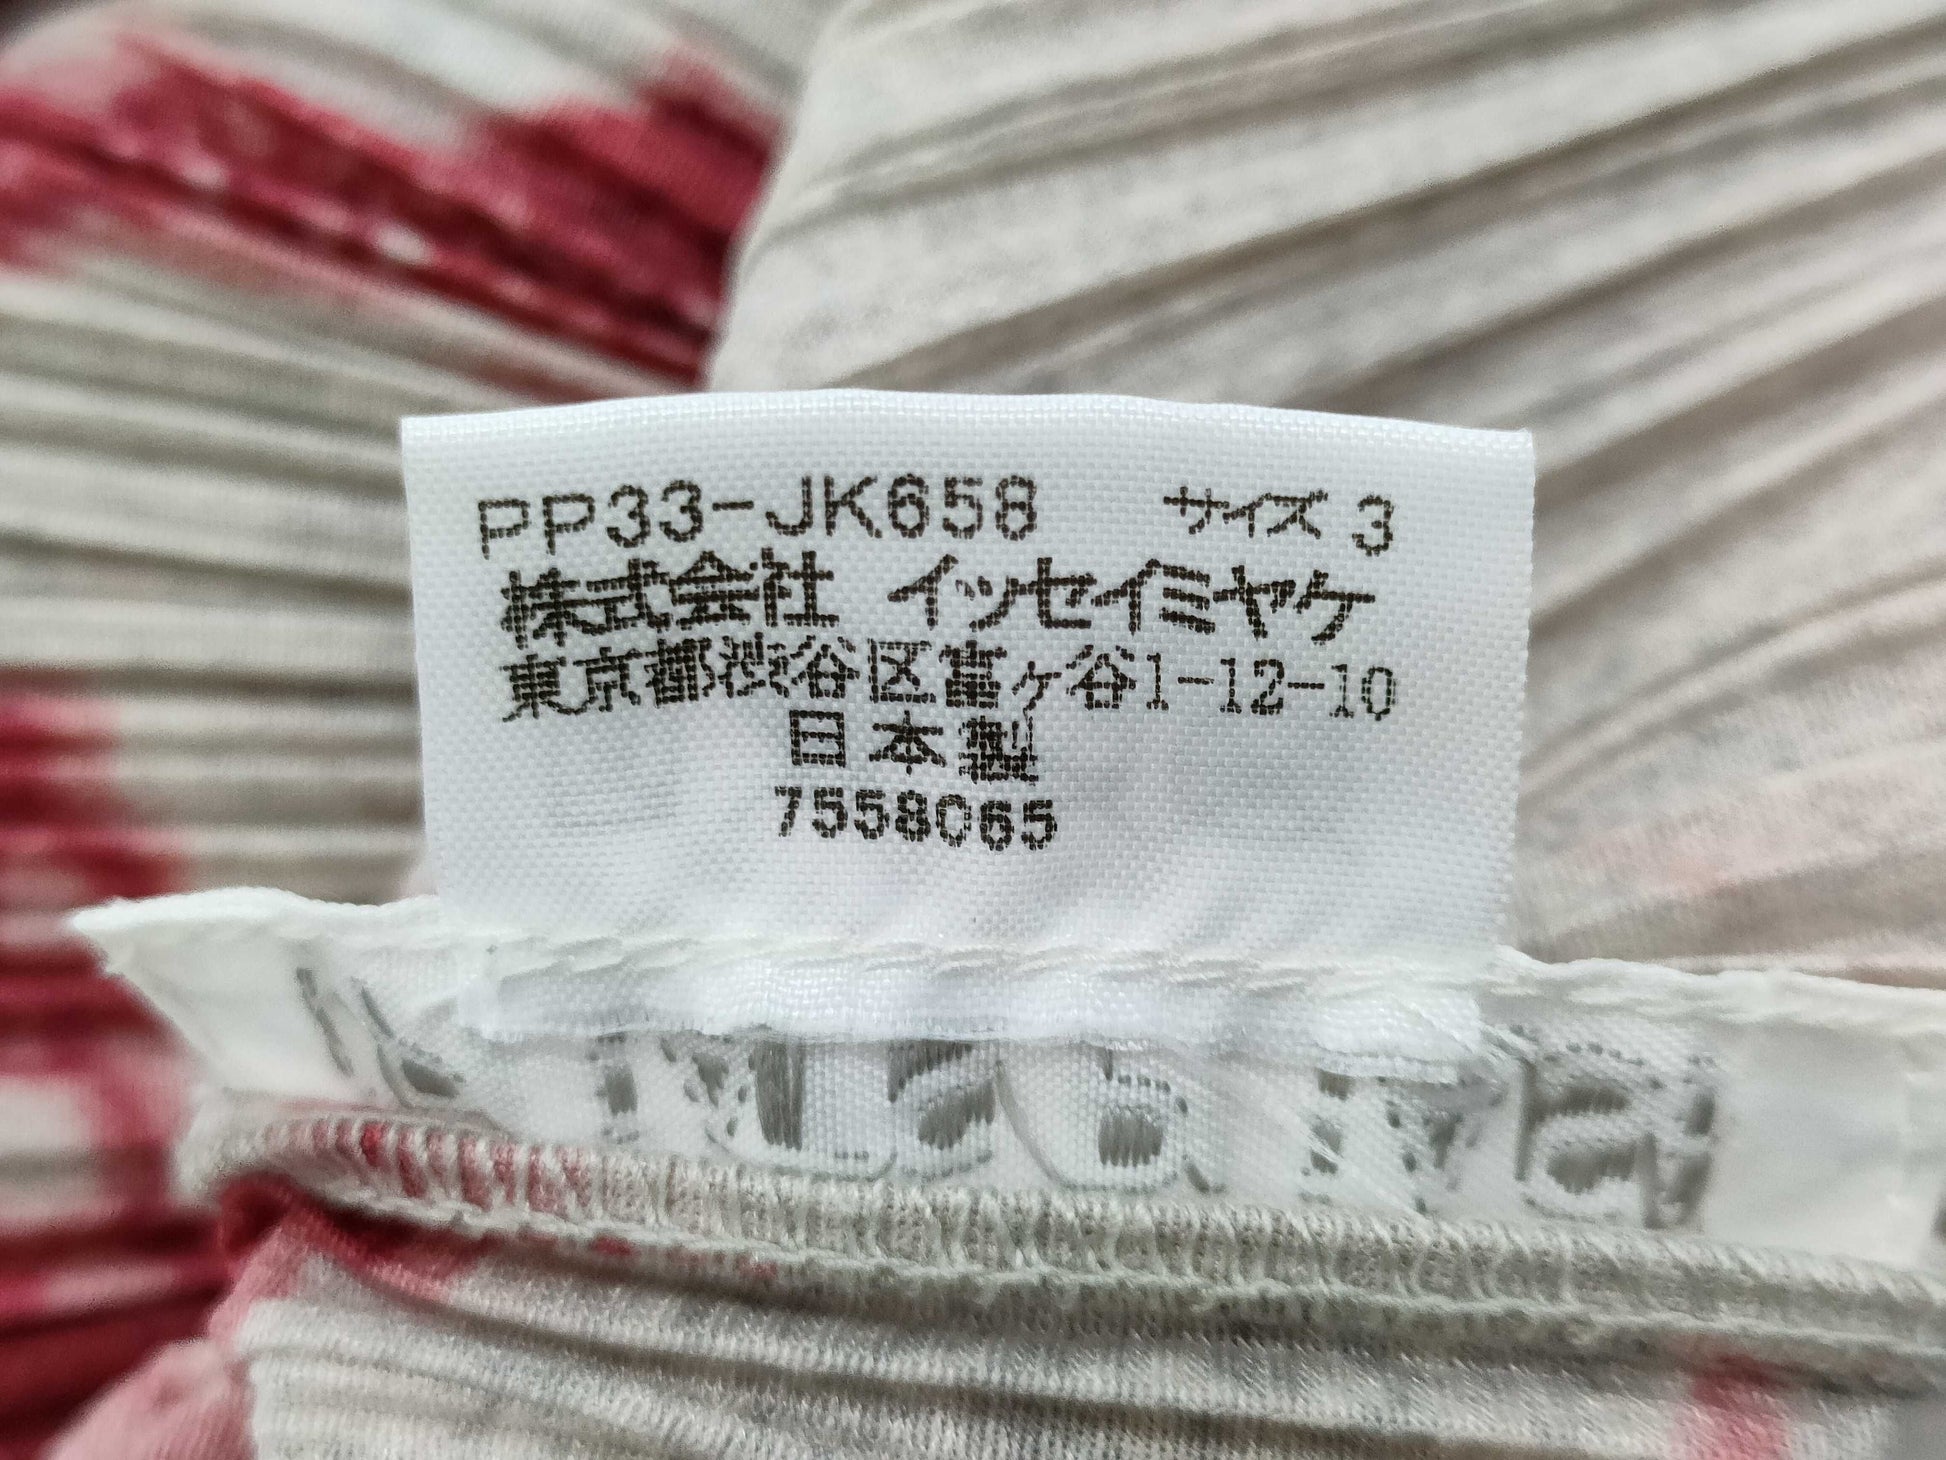 PP33-JK658 サイズ 3
株式会社 イッセイミヤケ
東京都渋谷区富ヶ谷1-12-10
日本製
7558065